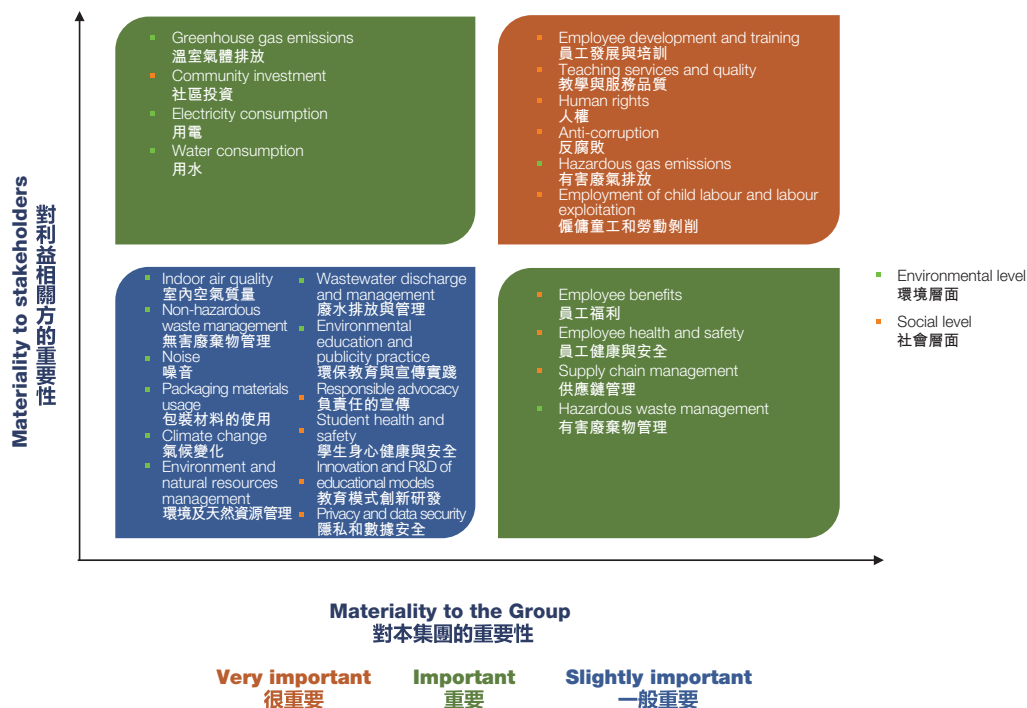 Materiality to stakeholders
對利益相關方的重要性
Greenhouse gas emissions
溫室氣體排放
Community investment
社區投資
Electricity consumption
用電
Water consumption
用水
Employee development and training
員工發展與培訓
Teaching services and quality
教學與服務品質
Human rights
人權
Anti-corruption
反腐敗
Hazardous gas emissions
有害廢氣排放
Employment of child labour and labour
exploitation
僱傭童工和勞動剝削
Indoor air quality
室內空氣質量
Non-hazardous
waste management
無害廢棄物管理
Noise
噪音
Packaging materials
usage
包裝材料的使用
Climate change
氣候變化
Environment and
natural resources
management
環境及天然資源管理
Wastewater discharge
and management
廢水排放與管理
Environmental
education and
publicity practice
環保教育與宣傳實踐
Responsible advocacy
負責任的宣傳
Student health and
safety
學生身心健康與安全
Innovation and R&D of
educational models
教育模式創新研發
Privacy and data security
隱私和數據安全
Employee benefits
員工福利
Employee health and safety
員工健康與安全
Supply chain management
供應鏈管理
Hazardous waste management
有害廢棄物管理
Environmental level
環境層面
Social level
社會層面
Materiality to the Group
對本集團的重要性
Very important
很重要
Important
重要
Slightly important
一般重要